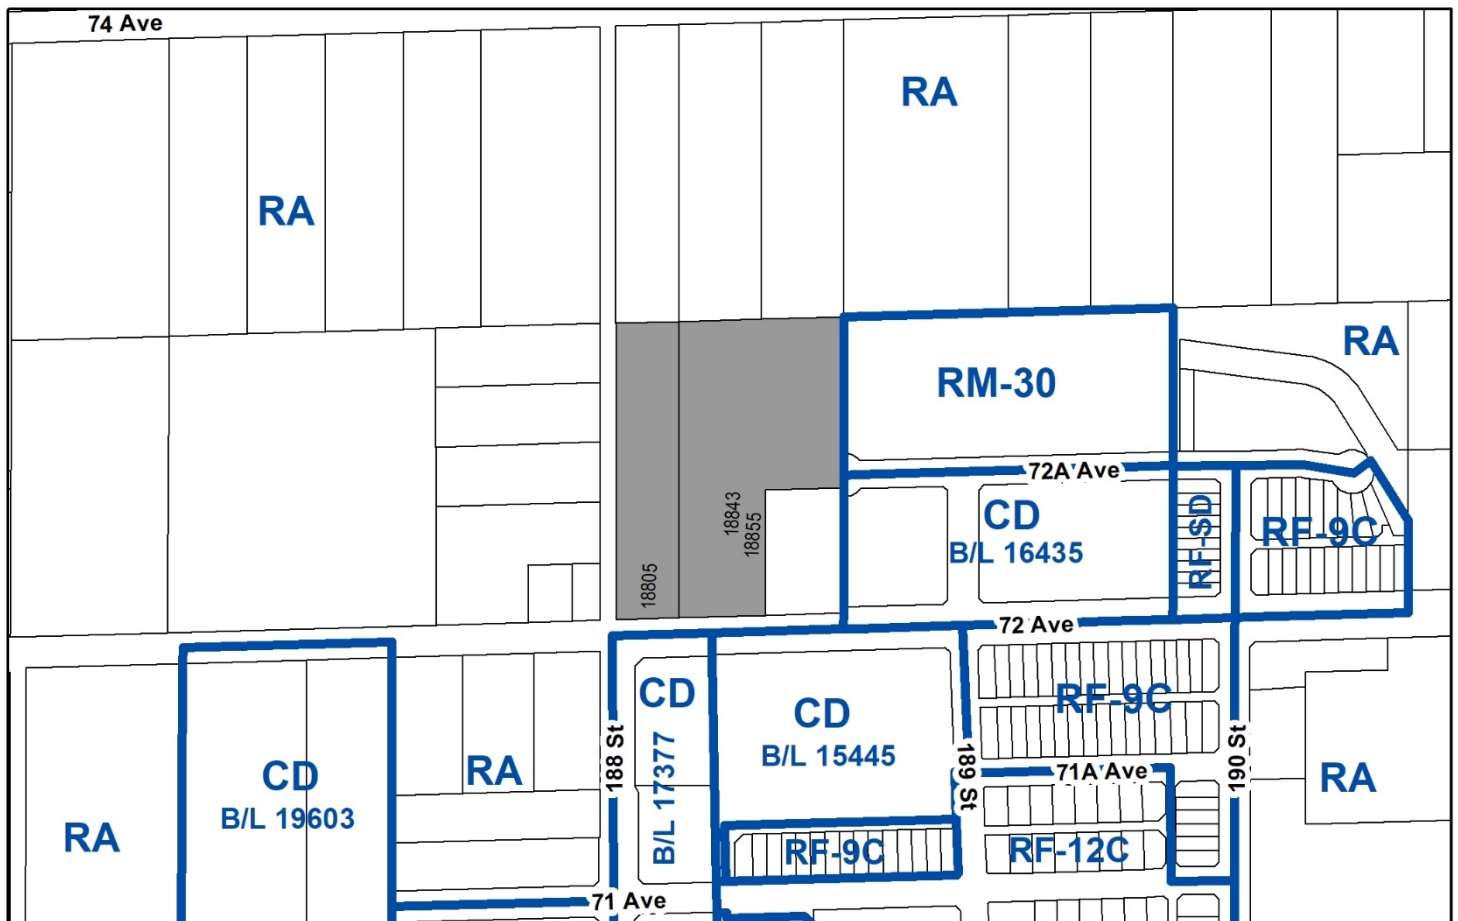 74 Ave
RA
RA
RA
RM-30
72A Ave
18843
18855
18805
CD
B/L 16435
RF-SD
RF-9C
72 Ave
CD
B/L 17377
CD
B/L 15445
RF-9C
188 St
189 St
190 St
71A Ave
CD
B/L 19603
RA
RA
RA
RF-9C
RF-12C
71 Ave